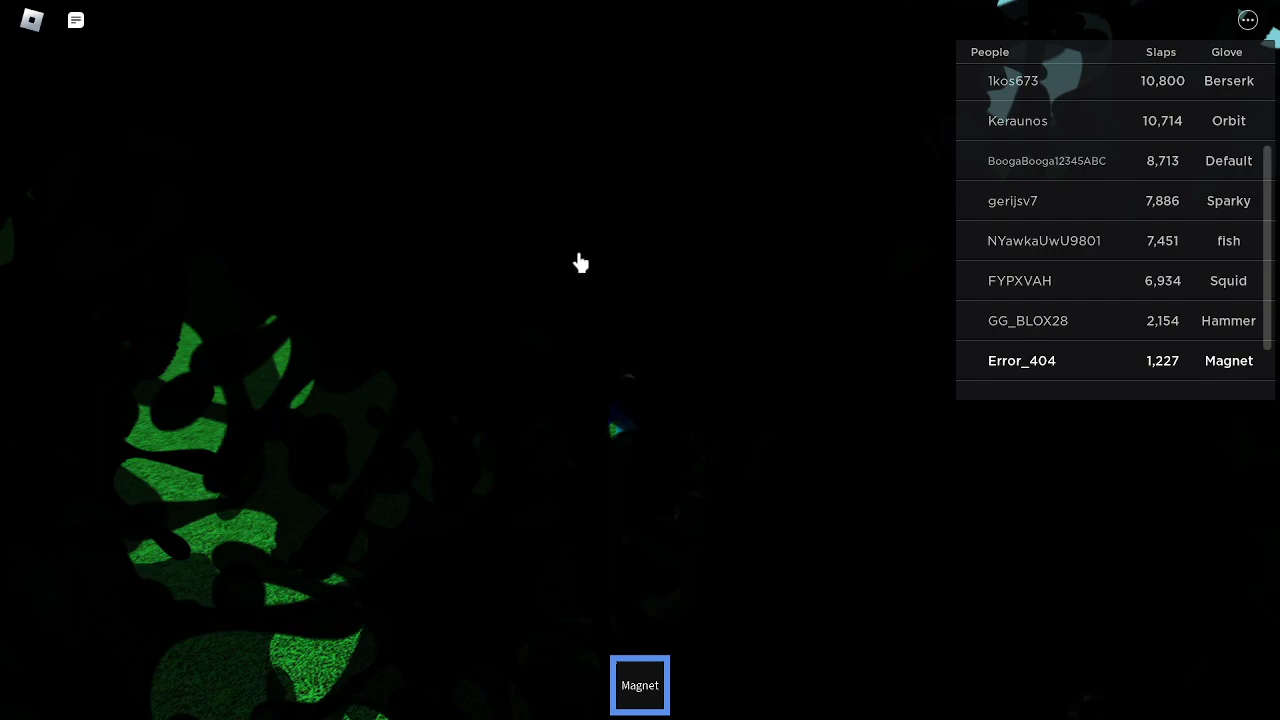 People Slaps Glove
1kos673 10,800 Berserk
Keraunos 10,714 Orbit
BoogaBooga12345ABC 8,713 Default
gerijsv7 7,886 Sparky
NYawkaUwU9801 7,451 fish
FYPXVAH 6,934 Squid
GG_BLOX28 2,154 Hammer
Error_404 1,227 Magnet
Magnet